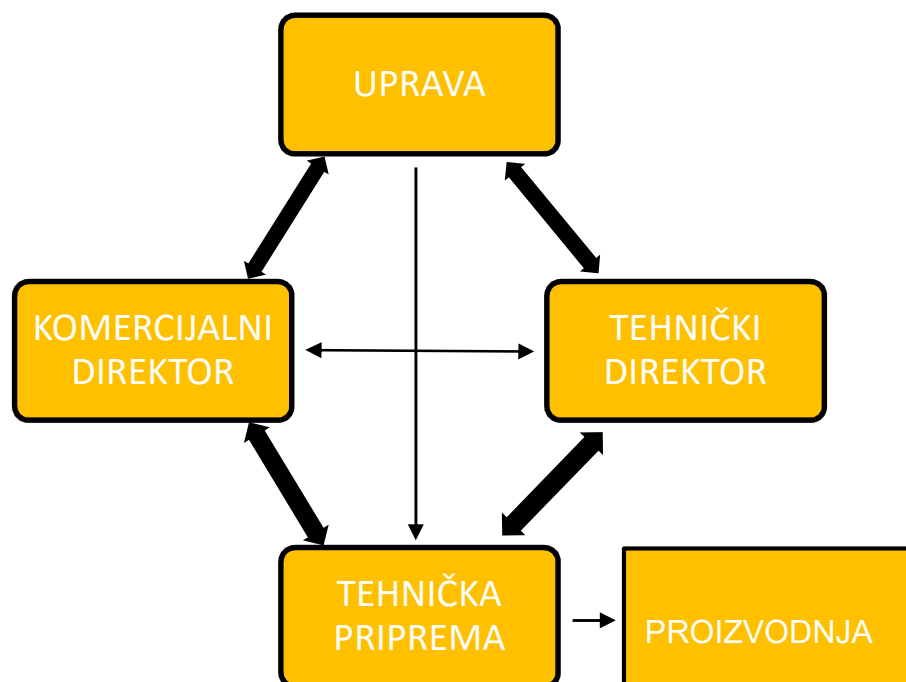 UPRAVA
KOMERCIJALNI
DIREKTOR
TEHNIČKI
DIREKTOR
TEHNIČKA
PRIPREMA
PROIZVODNJA